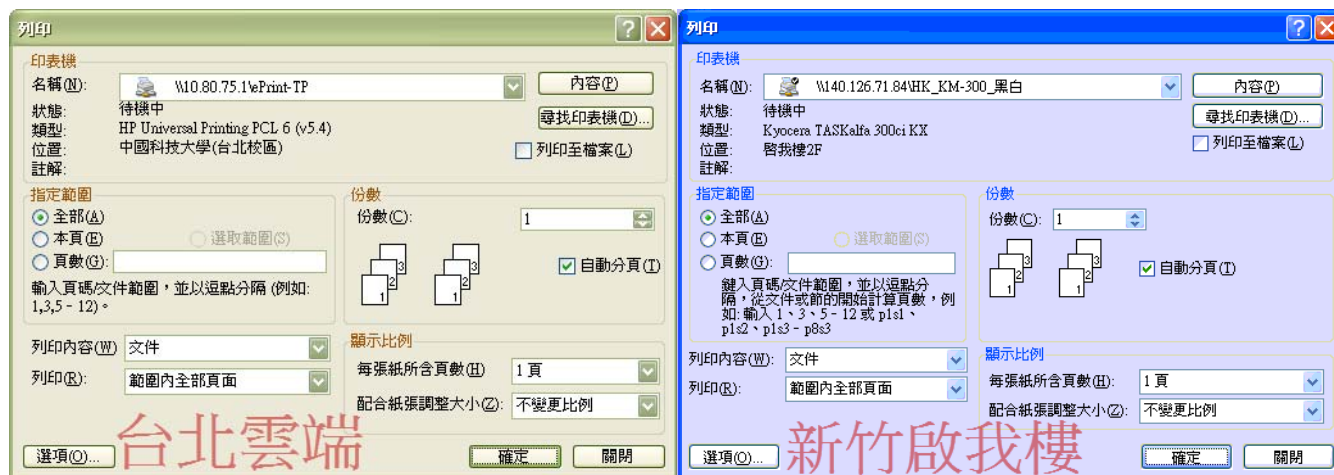 列印
印表機
名稱(N): \\10.80.75.1\ePrint-TP 內容(P)
狀態: 待機中
類型: HP Universal Printing PCL 6 (v5.4) 尋找印表機(D)...
位置: 中國科技大學(台北校區) 列印至檔案(L)
註解:
指定範圍
全部(A)
本頁(E) 選取範圍(S)
頁數(G):
輸入頁碼/文件範圍，並以逗點分隔 (例如:
1,3,5 - 12)。
份數
份數(C): 1
1 2 3 1 2 3
自動分頁(T)
列印內容(W) 文件
列印(R): 範圍內全部頁面
顯示比例
每張紙所含頁數(H) 1 頁
配合紙張調整大小(Z): 不變更比例
選項(O)... 確定 關閉
台北雲端
列印
印表機
名稱(N): \\140.126.71.84\HK_KM-300_黑白 內容(P)
狀態: 待機中
類型: Kyocera TASKalfa 300ci KX 尋找印表機(D)...
位置: 啓我樓2F 列印至檔案(L)
註解:
指定範圍
全部(A)
本頁(E) 選取範圍(S)
頁數(G):
鍵入頁碼/文件範圍，並以逗點分
隔，從文件或節的開始計算頁數，例
如: 輸入 1、3、5 - 12 或 p1s1、
p1s2、p1s3 - p8s3
份數
份數(C): 1
1 2 3 1 2 3
自動分頁(T)
列印內容(W): 文件
列印(R): 範圍內全部頁面
顯示比例
每張紙所含頁數(H): 1 頁
配合紙張調整大小(Z): 不變更比例
選項(O)... 確定 關閉
新竹啟我樓